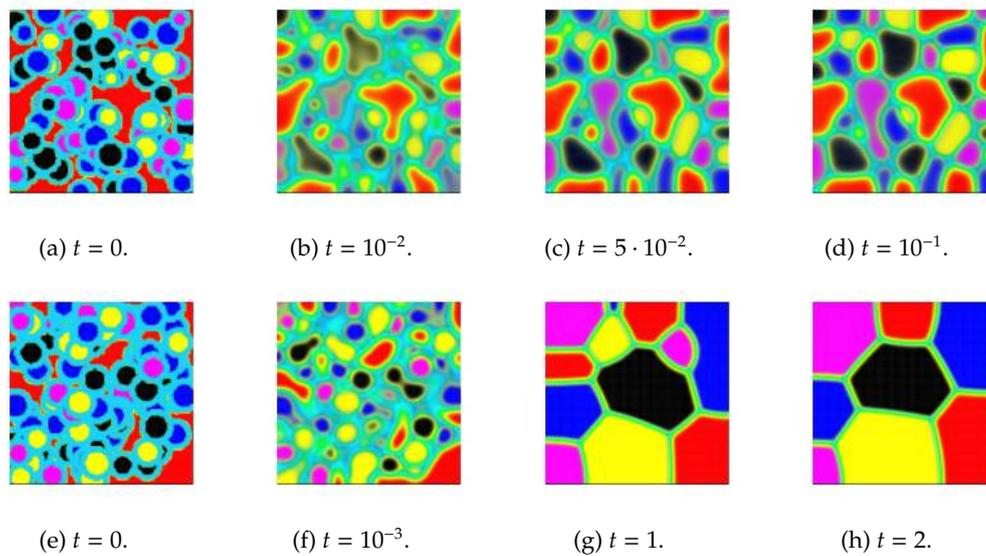 (a) t = 0.
(b) t = 10⁻².
(c) t = 5 · 10⁻².
(d) t = 10⁻¹.
(e) t = 0.
(f) t = 10⁻³.
(g) t = 1.
(h) t = 2.